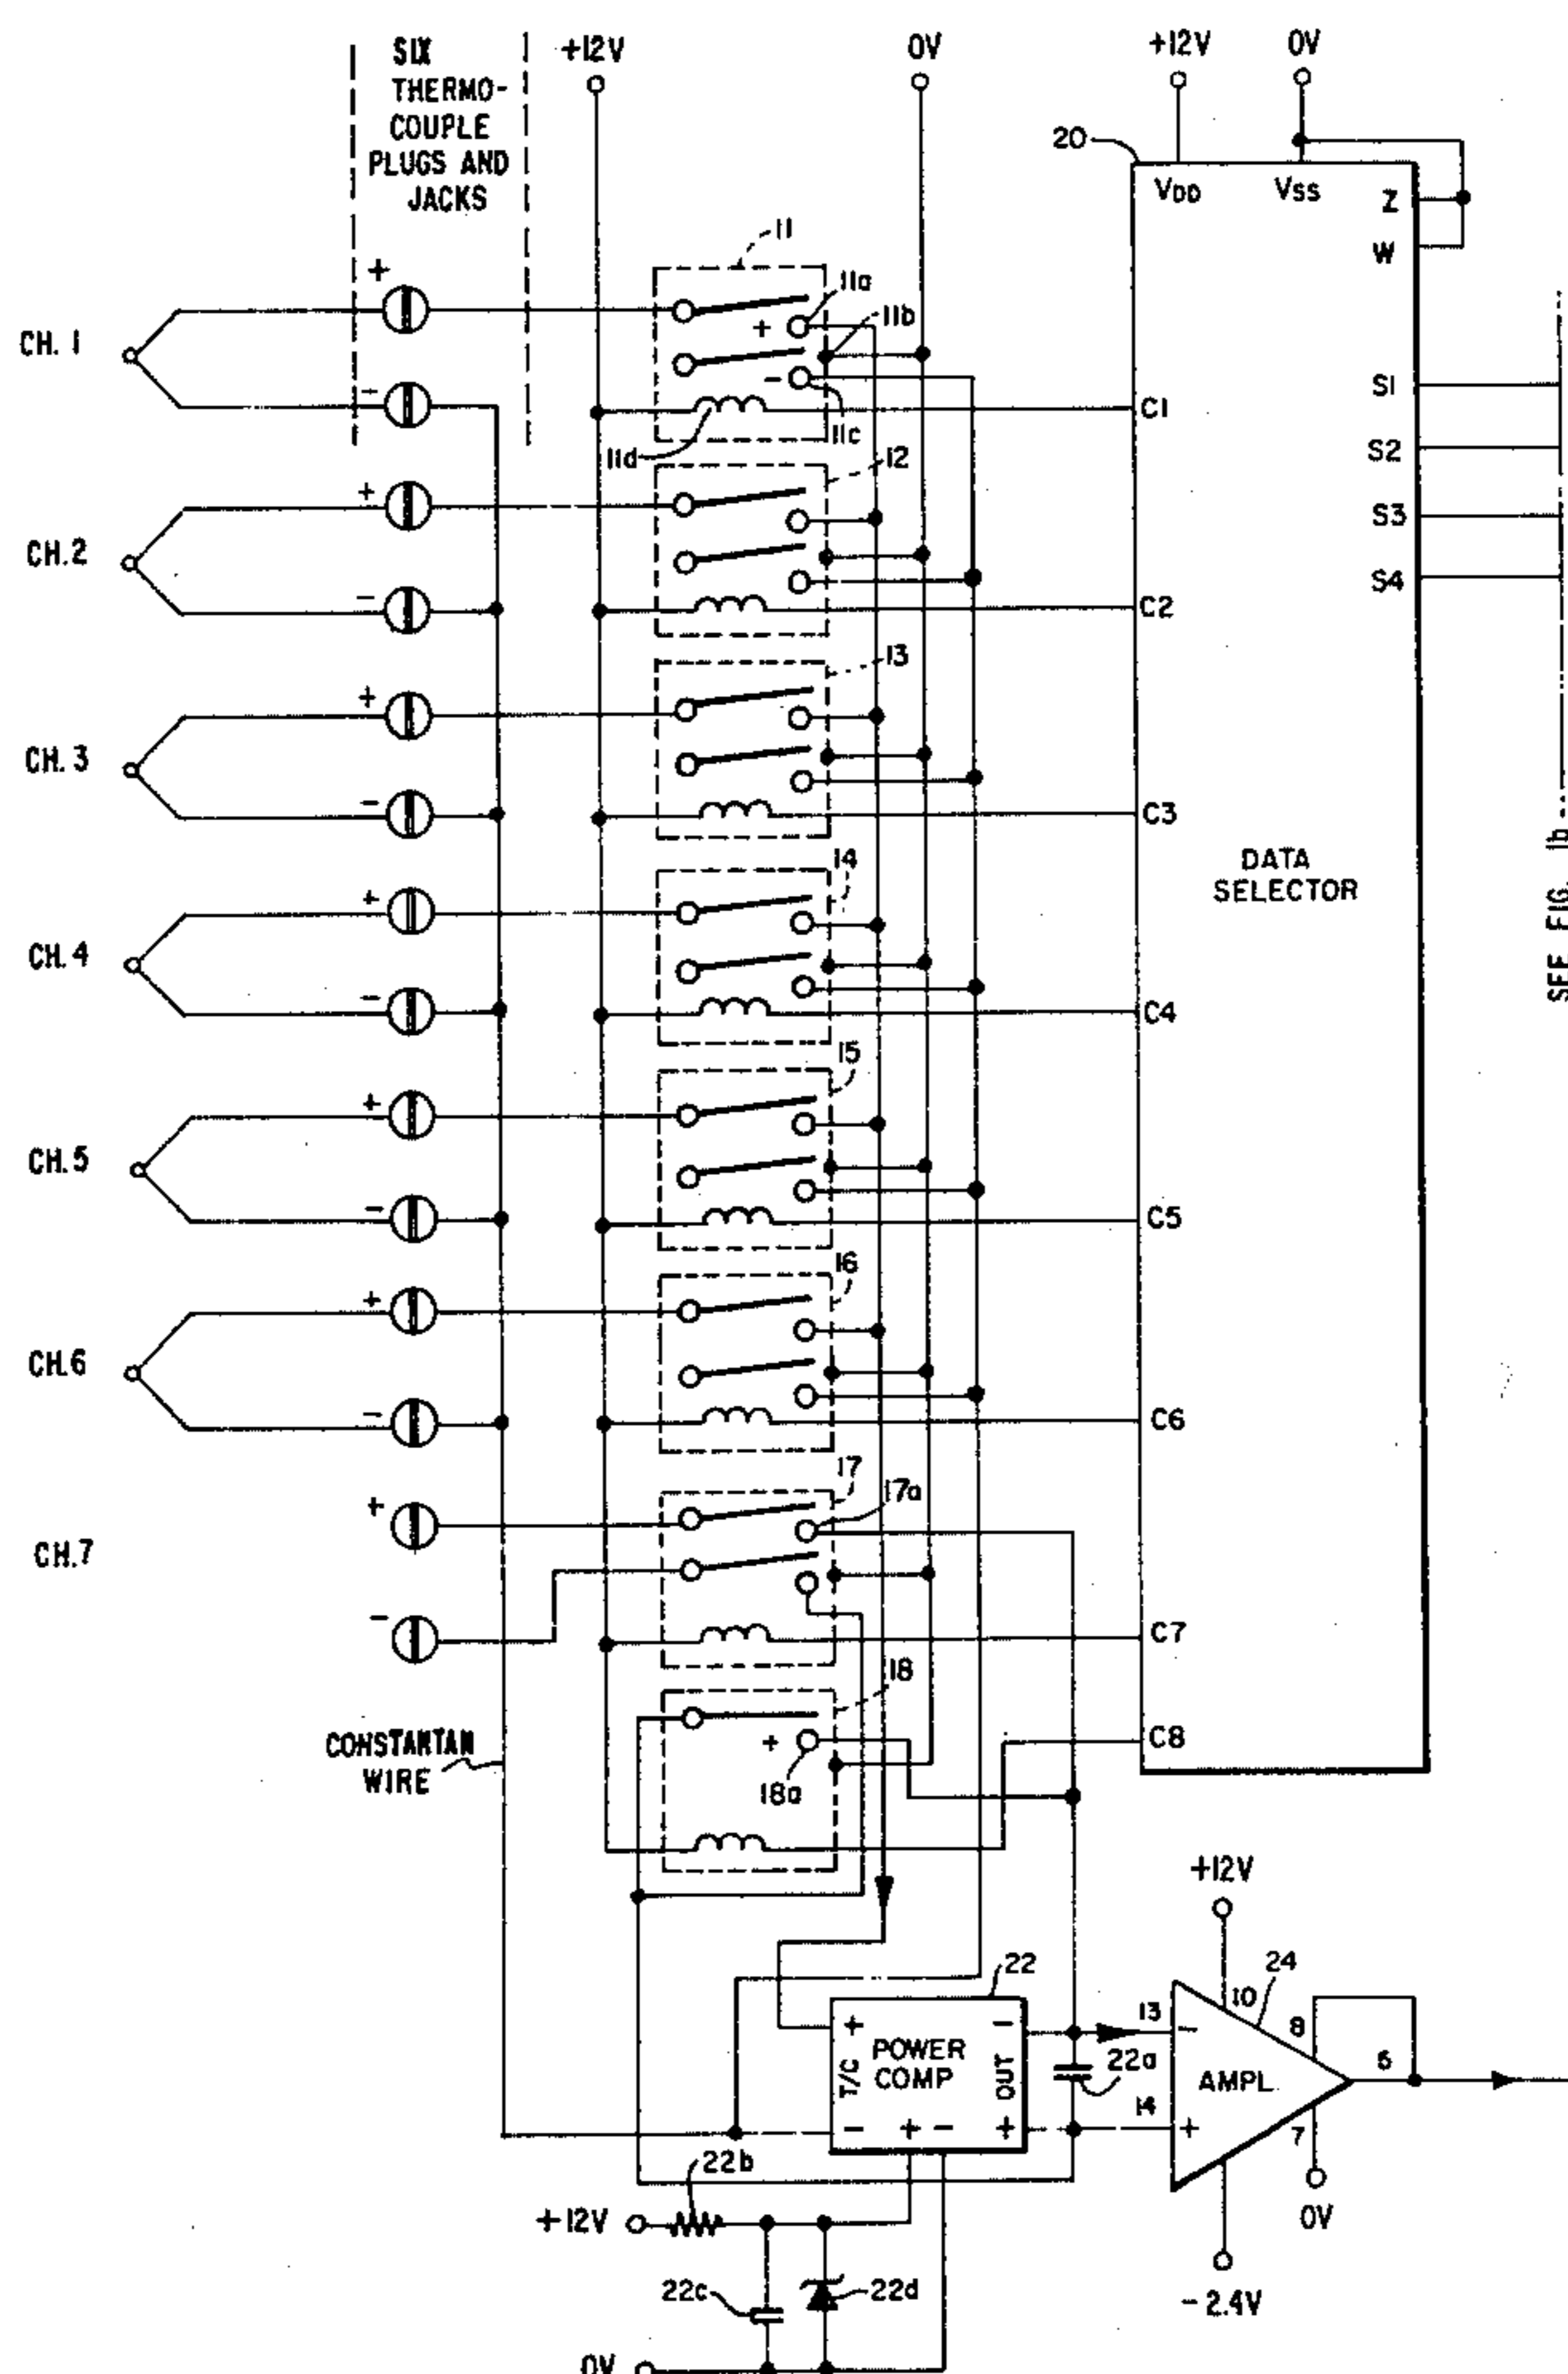 SIX
THERMO-
COUPLE
PLUGS AND
JACKS
+12V
0V
+12V
0V
20
VDD
VSS
Z
W
11
11a
11b
11c
11d
+
-
CH. 1
+
-
C1
S1
S2
S3
S4
12
CH.2
+
-
C2
13
CH. 3
+
-
C3
DATA
SELECTOR
SEE FIG. 1b
14
CH.4
+
-
C4
15
CH.5
+
-
C5
16
CH.6
+
-
C6
17
17a
CH.7
+
-
C7
18
+
18a
C8
CONSTANTAN
WIRE
22
+
-
T/C
POWER
COMP
OUT
-
+ -
+
22a
22b
+12V
22c
22d
0V
+12V
10
24
13
-
8
AMPL.
6
14
+
7
0V
- 2.4V